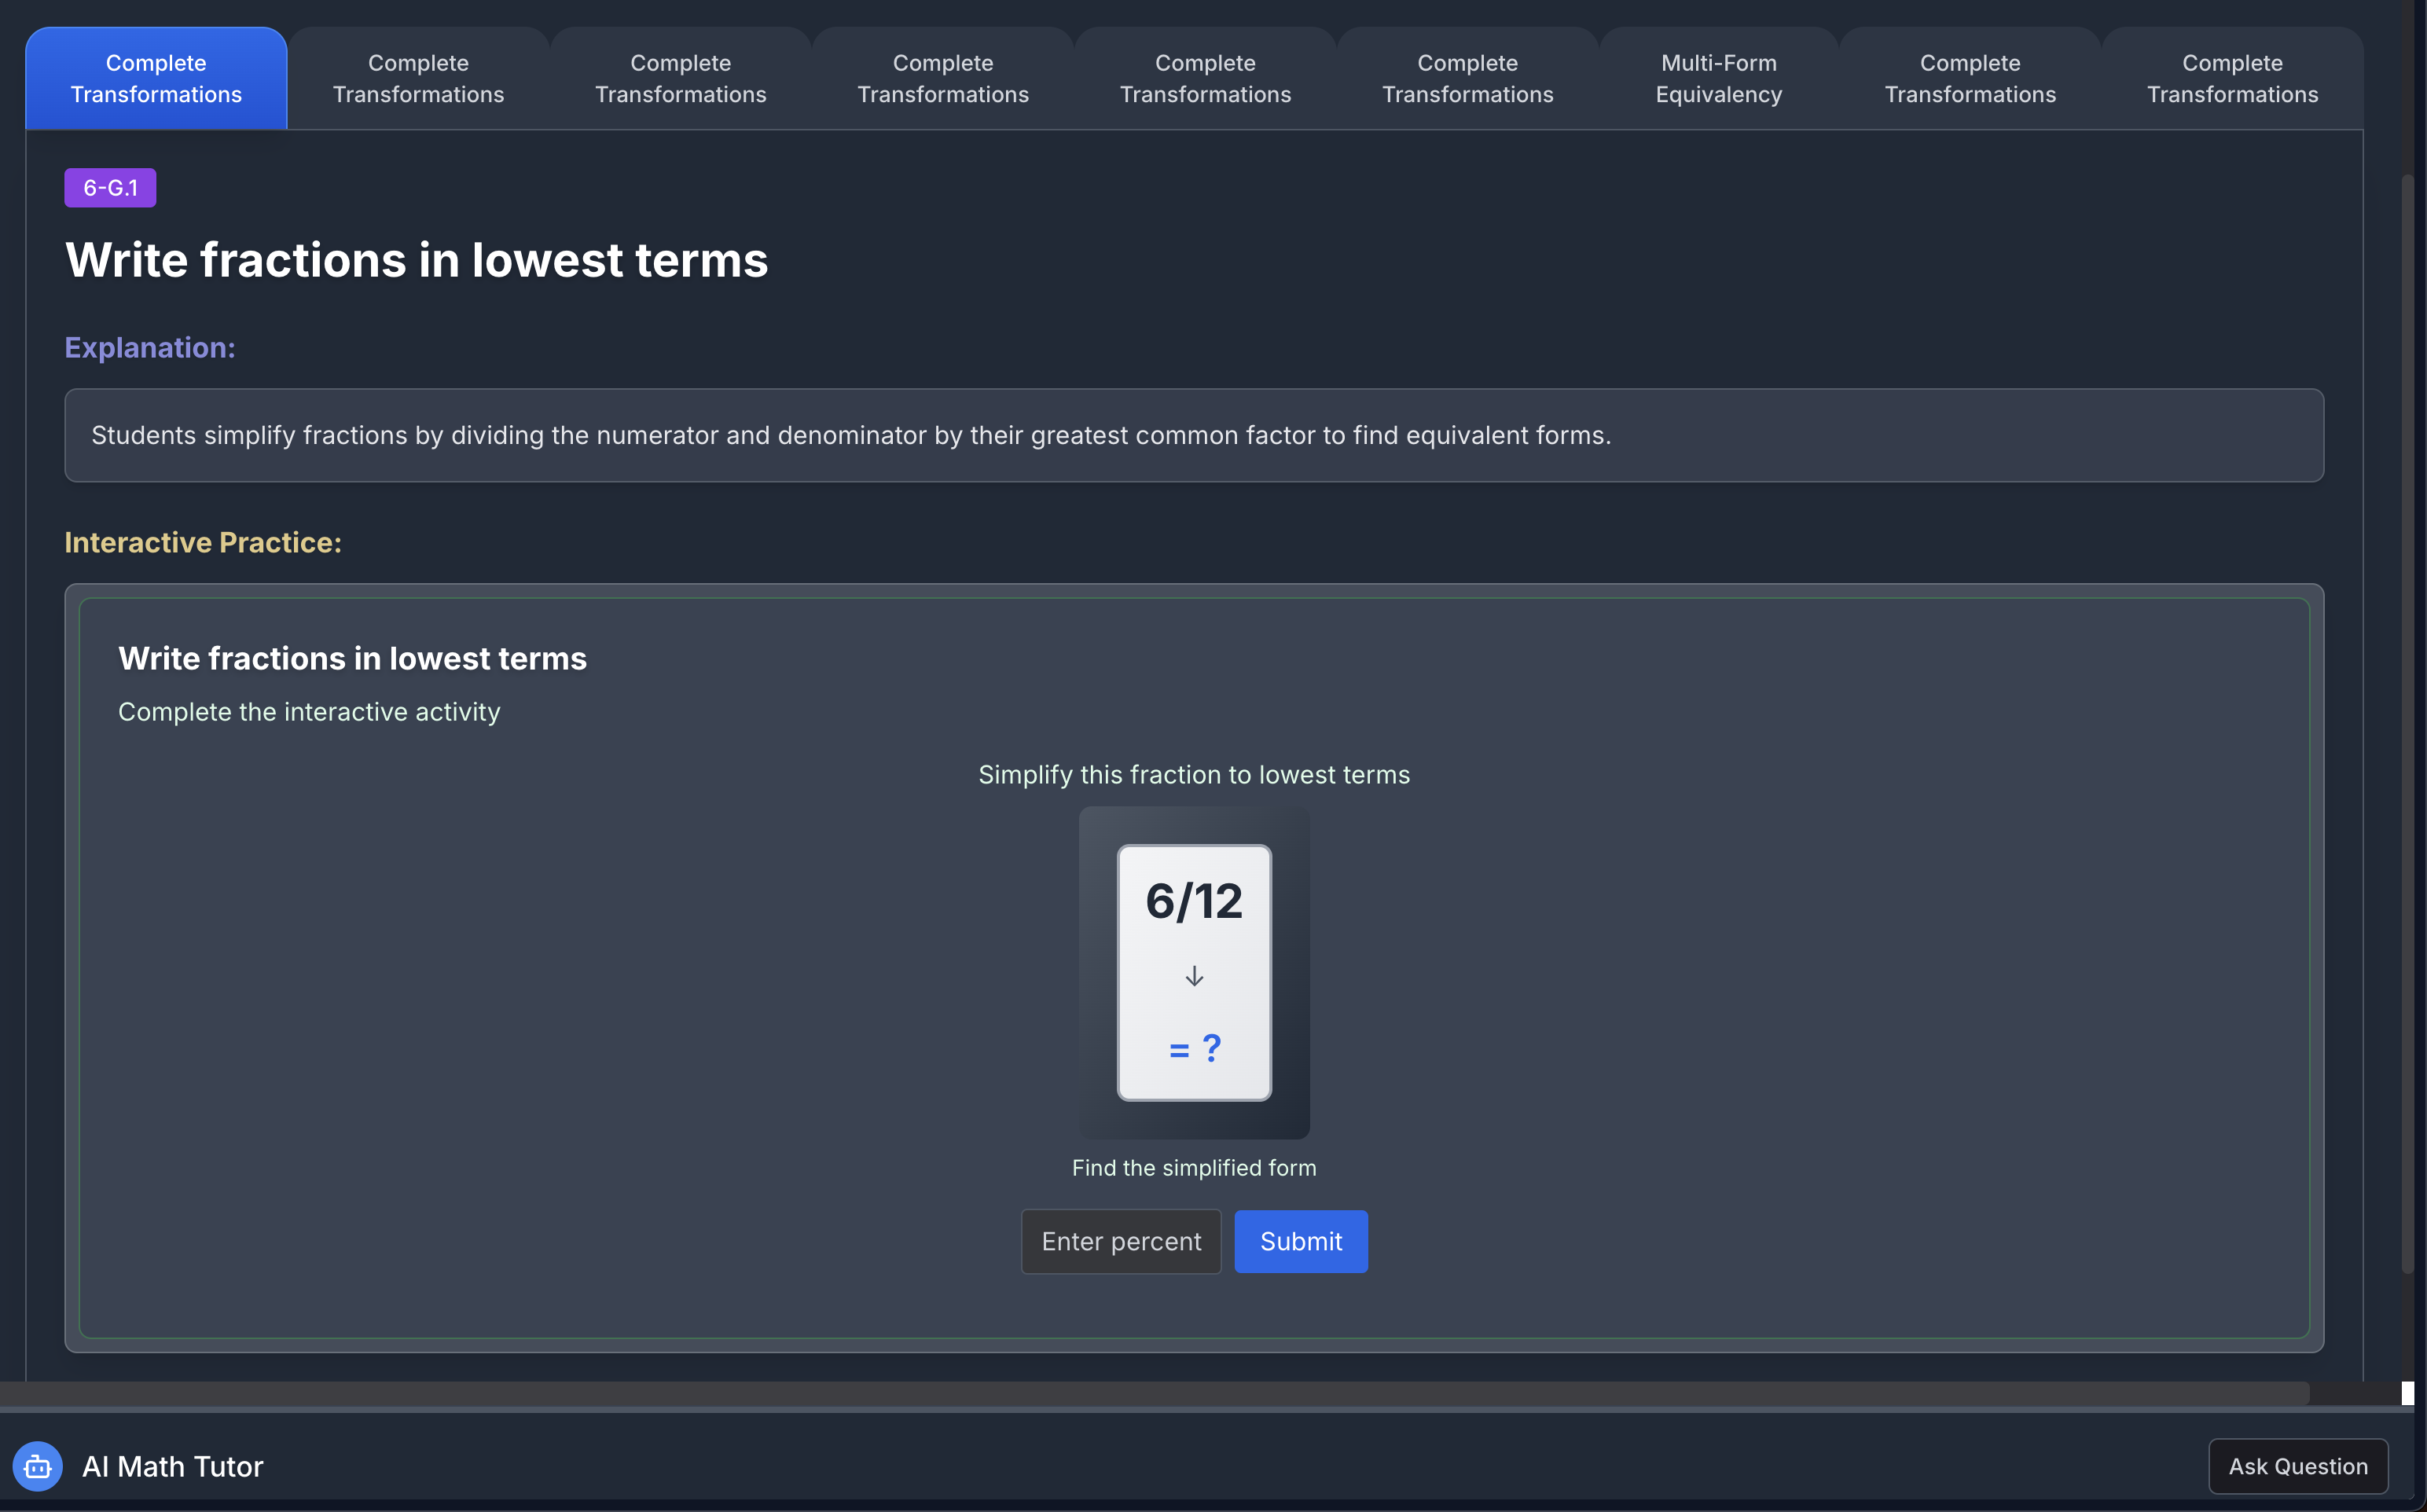 Complete
Transformations
Complete
Transformations
Complete
Transformations
Complete
Transformations
Complete
Transformations
Complete
Transformations
Multi-Form
Equivalency
Complete
Transformations
Complete
Transformations
6-G.1
Write fractions in lowest terms
Explanation:
Students simplify fractions by dividing the numerator and denominator by their greatest common factor to find equivalent forms.
Interactive Practice:
Write fractions in lowest terms
Complete the interactive activity
Simplify this fraction to lowest terms
6/12
↓
= ?
Find the simplified form
Enter percent
Submit
AI Math Tutor
Ask Question